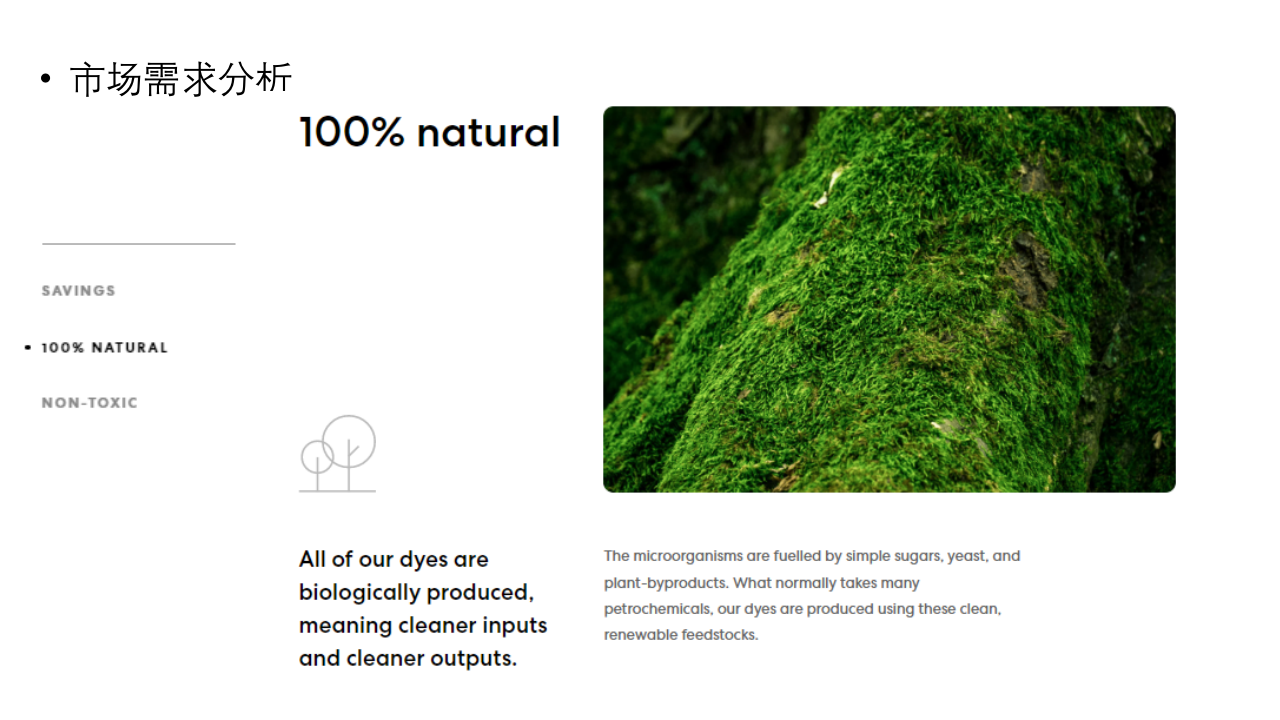 • 市场需求分析
100% natural
SAVINGS
• 100% NATURAL
NON-TOXIC
All of our dyes are
biologically produced,
meaning cleaner inputs
and cleaner outputs.
The microorganisms are fuelled by simple sugars, yeast, and
plant-byproducts. What normally takes many
petrochemicals, our dyes are produced using these clean,
renewable feedstocks.